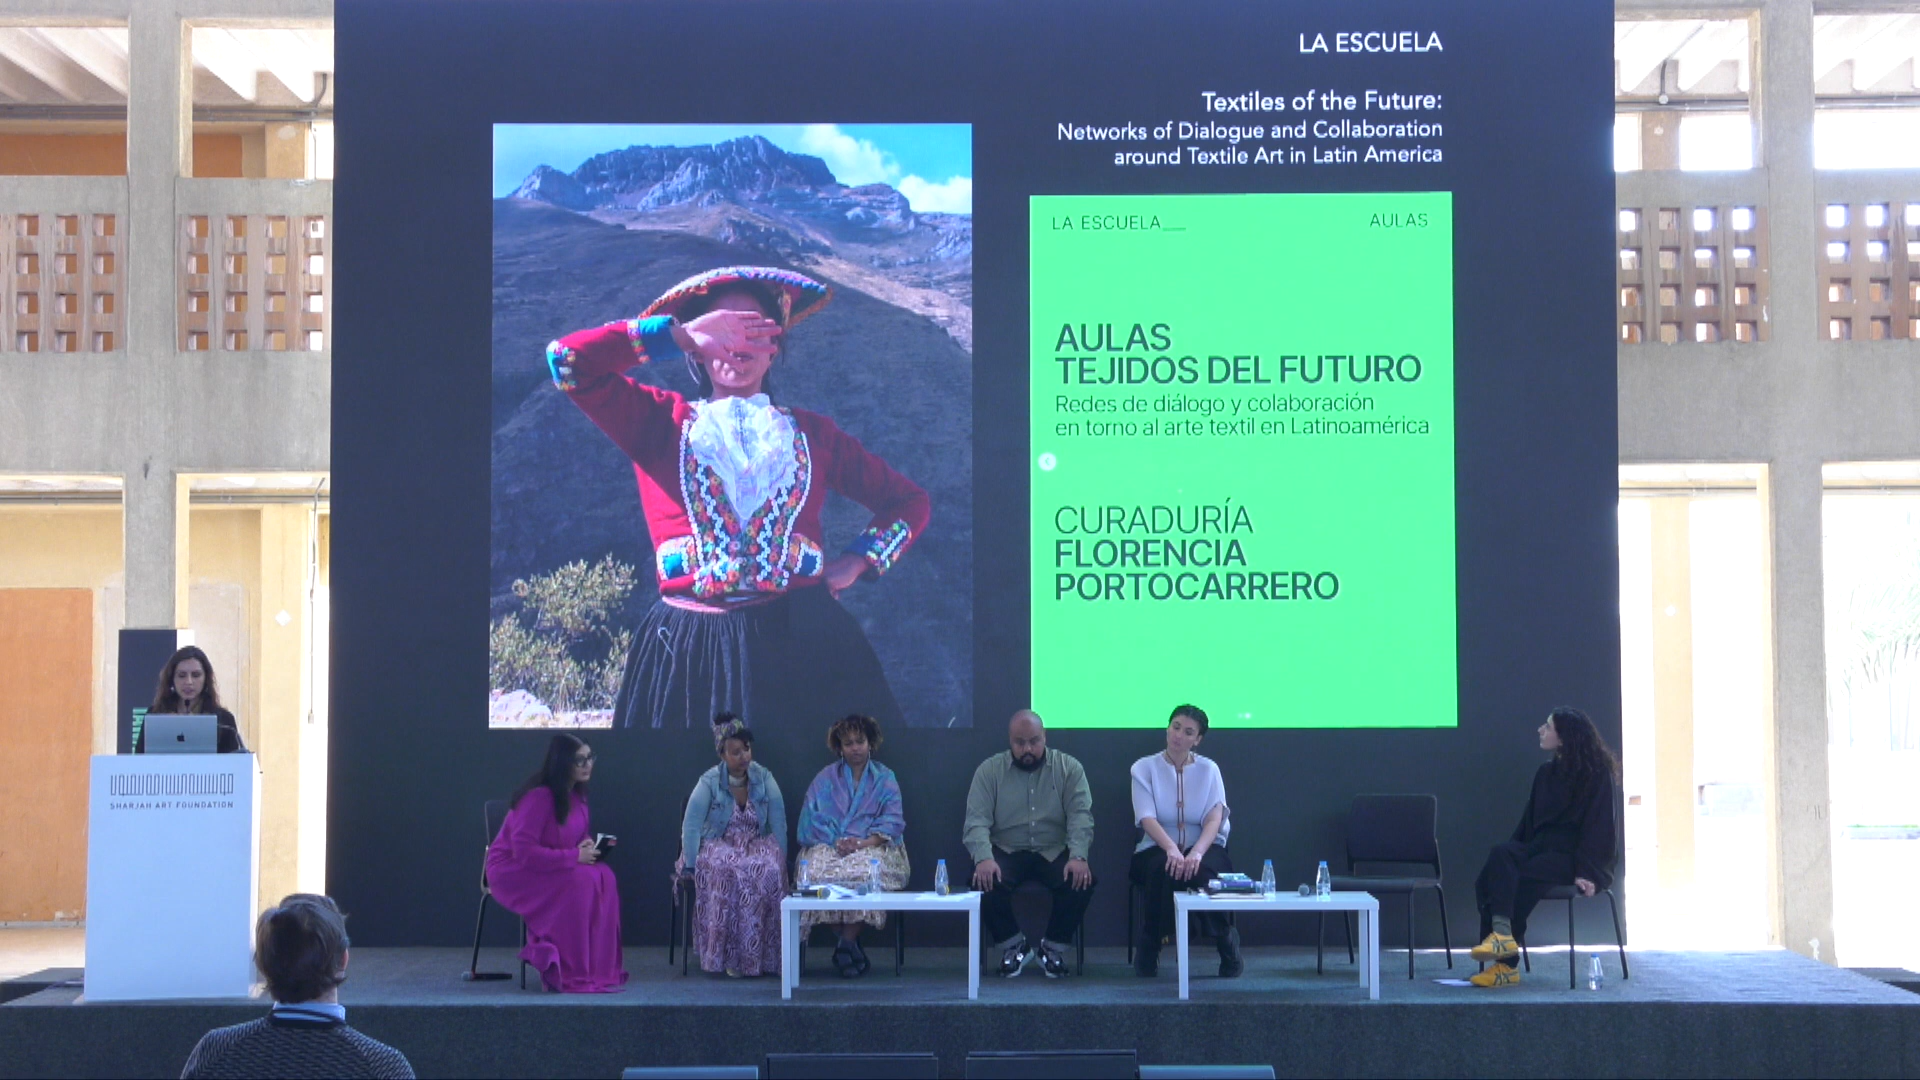 LA ESCUELA
Textiles of the Future:
Networks of Dialogue and Collaboration
around Textile Art in Latin America
LA ESCUELA__ AULAS
AULAS
TEJIDOS DEL FUTURO
Redes de diálogo y colaboración
en torno al arte textil en Latinoamérica
CURADURÍA
FLORENCIA
PORTOCARRERO
SHARJAH ART FOUNDATION